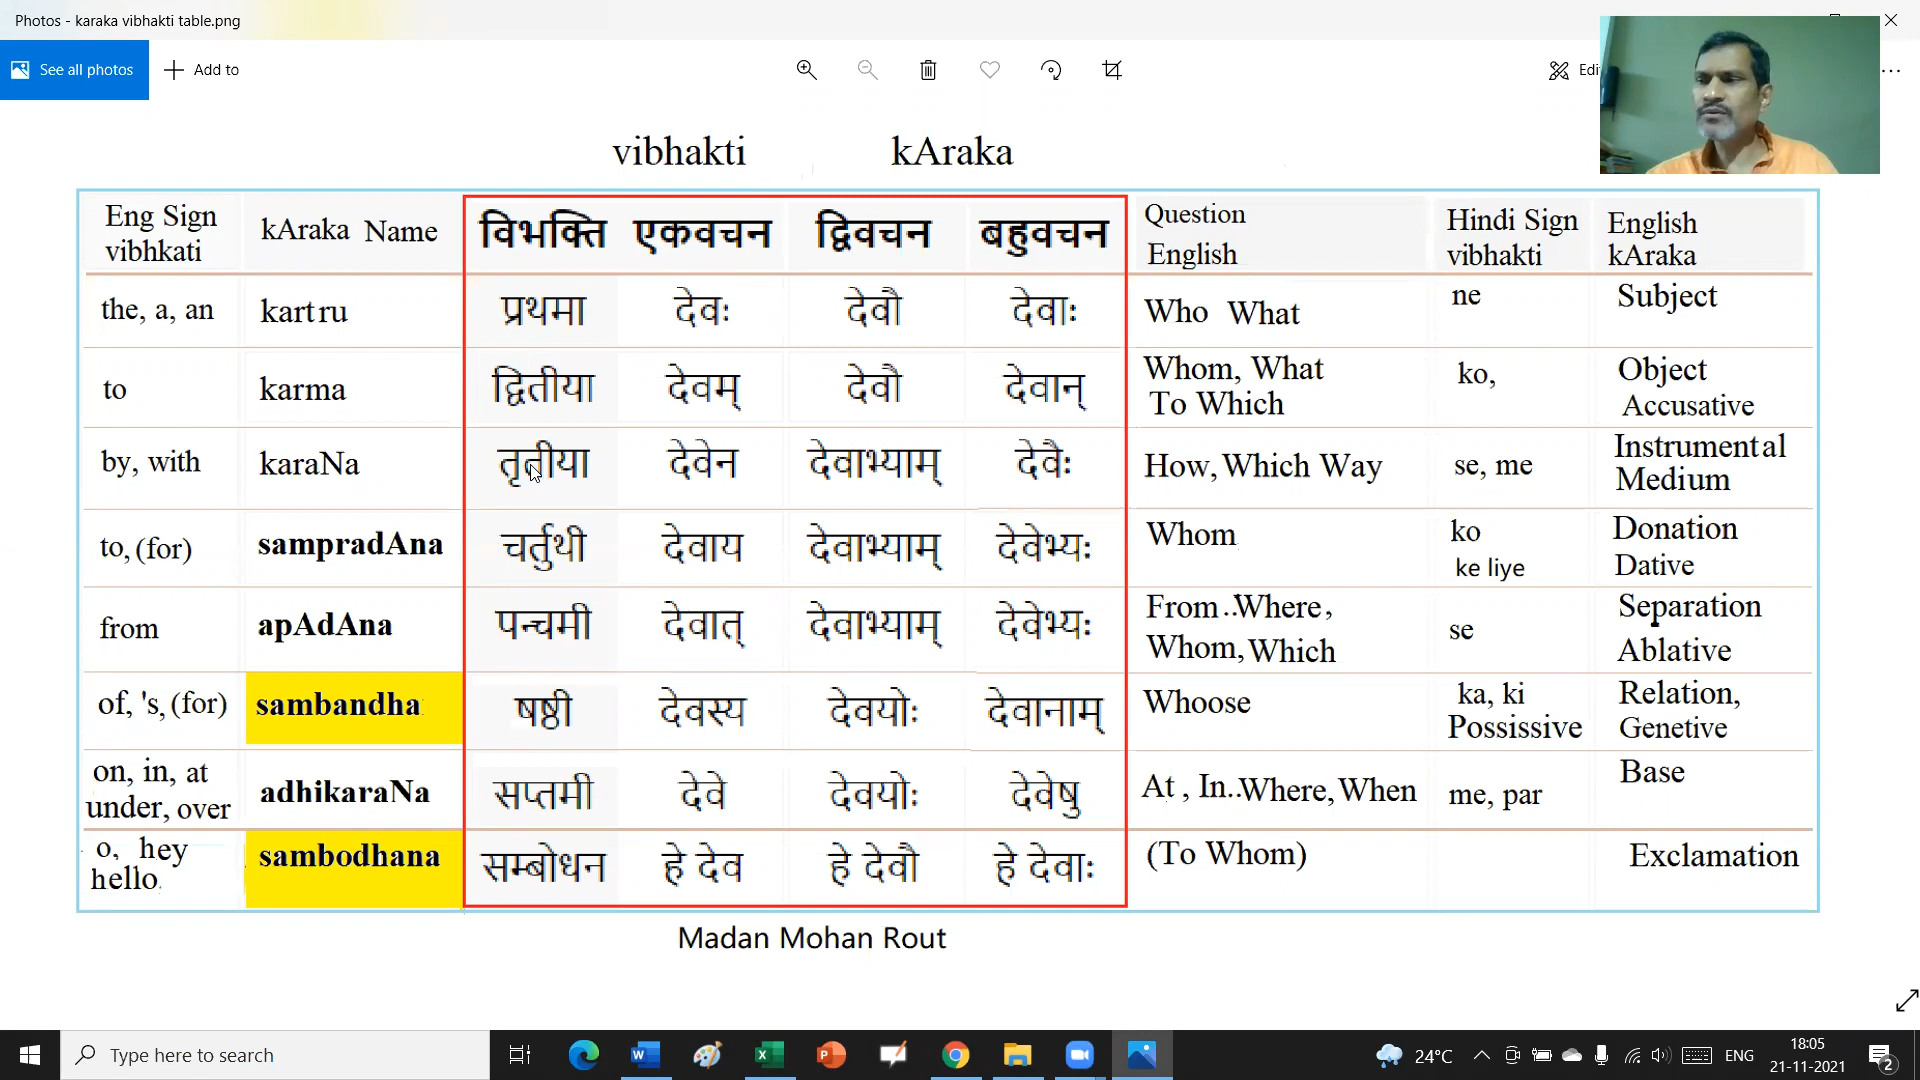 Photos - karaka vibhakti table.png
See all photos
Add to
vibhakti kAraka
Eng Sign vibhkati kAraka Name विभक्ति एकवचन द्विवचन बहुवचन Question English Hindi Sign vibhakti English kAraka
the, a, an kartru प्रथमा देवः देवौ देवाः Who What ne Subject
to karma द्वितीया देवम् देवौ देवान् Whom, What To Which ko, Object Accusative
by, with karaNa तृतीया देवेन देवाभ्याम् देवैः How, Which Way se, me Instrumental Medium
to, (for) sampradAna चर्तुथी देवाय देवाभ्याम् देवेभ्यः Whom ko ke liye Donation Dative
from apAdAna पन्चमी देवात् देवाभ्याम् देवेभ्यः From..Where, Whom, Which se Separation Ablative
of, 's, (for) sambandha षष्ठी देवस्य देवयोः देवानाम् Whoose ka, ki Possissive Relation, Genetive
on, in, at under, over adhikaraNa सप्तमी देवे देवयोः देवेषु At , In..Where, When me, par Base
o, hey hello. sambodhana सम्बोधन हे देव हे देवौ हे देवाः (To Whom) Exclamation
Madan Mohan Rout
Type here to search
24°C
ENG
18:05
21-11-2021
2